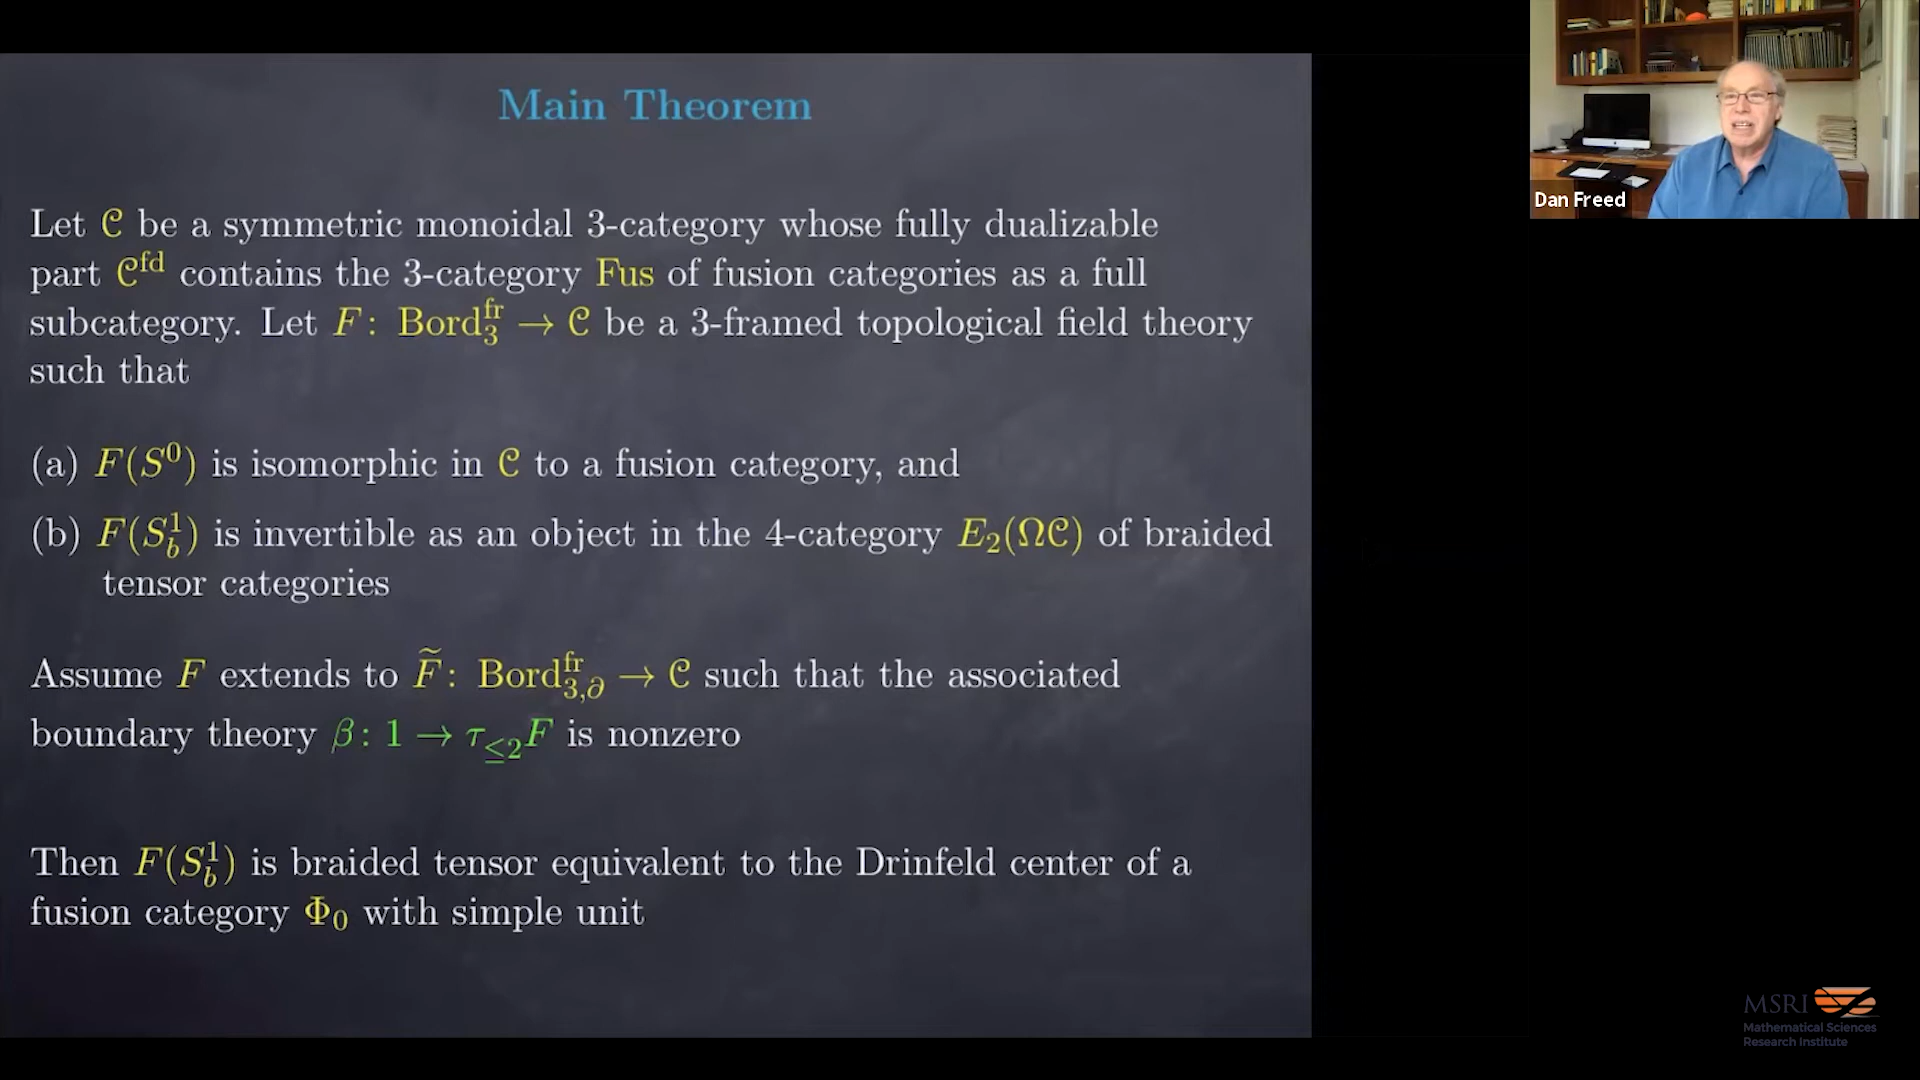 Main Theorem
Let 𝒞 be a symmetric monoidal 3-category whose fully dualizable
part 𝒞^fd contains the 3-category Fus of fusion categories as a full
subcategory. Let F: Bord_3^fr → 𝒞 be a 3-framed topological field theory
such that
(a) F(S^0) is isomorphic in 𝒞 to a fusion category, and
(b) F(S_b^1) is invertible as an object in the 4-category E_2(Ω𝒞) of braided
tensor categories
Assume F extends to F̃: Bord_{3,∂}^fr → 𝒞 such that the associated
boundary theory β: 1 → τ_{≤2}F is nonzero
Then F(S_b^1) is braided tensor equivalent to the Drinfeld center of a
fusion category Φ_0 with simple unit
Dan Freed
MSRI
Mathematical Sciences
Research Institute